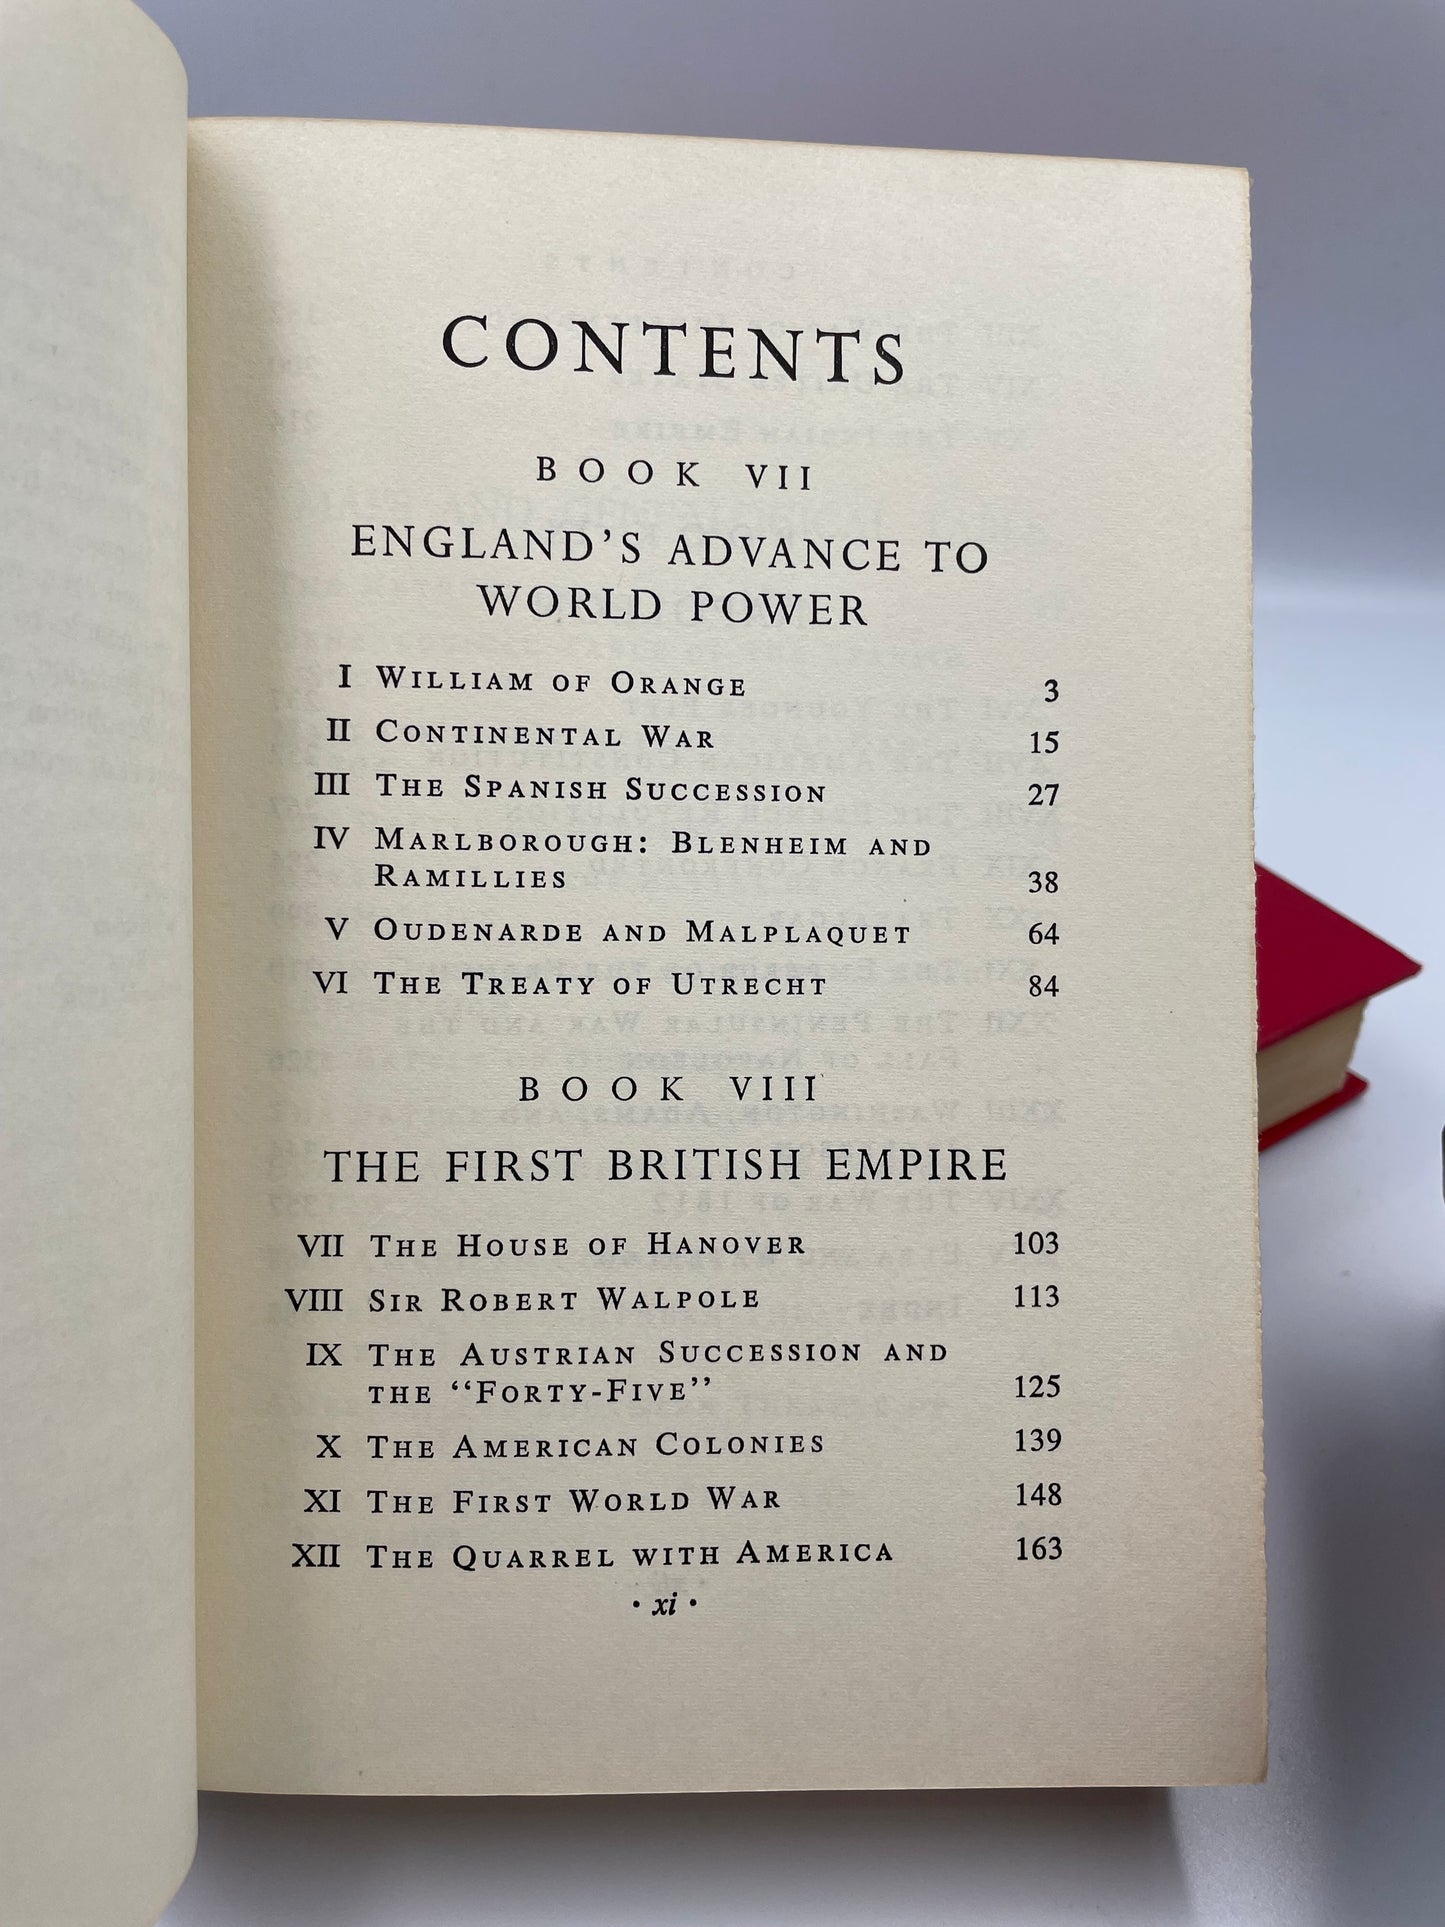 CONTENTS
BOOK VII
ENGLAND'S ADVANCE TO
WORLD POWER
I WILLIAM OF ORANGE 3
II CONTINENTAL WAR 15
III THE SPANISH SUCCESSION 27
IV MARLBOROUGH: BLENHEIM AND
RAMILLIES 38
V OUDENARDE AND MALPLAQUET 64
VI THE TREATY OF UTRECHT 84
BOOK VIII
THE FIRST BRITISH EMPIRE
VII THE HOUSE OF HANOVER 103
VIII SIR ROBERT WALPOLE 113
IX THE AUSTRIAN SUCCESSION AND
THE "FORTY-FIVE" 125
X THE AMERICAN COLONIES 139
XI THE FIRST WORLD WAR 148
XII THE QUARREL WITH AMERICA 163
• xi •